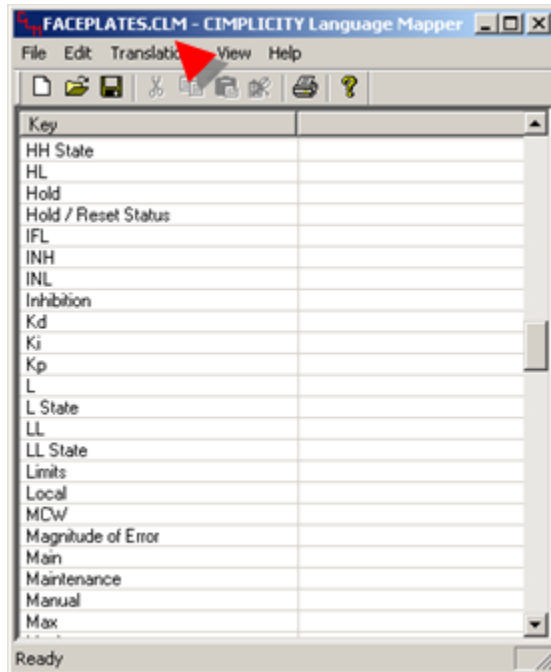 FACEPLATES.CLM - CIMPLICITY Language Mapper
File Edit View Help
Key
HH State
HL
Hold
Hold / Reset Status
IFL
INH
INL
Inhibition
Kd
Ki
Kp
L
L State
LL
LL State
Limits
Local
MCW
Magnitude of Error
Main
Maintenance
Manual
Max
Ready